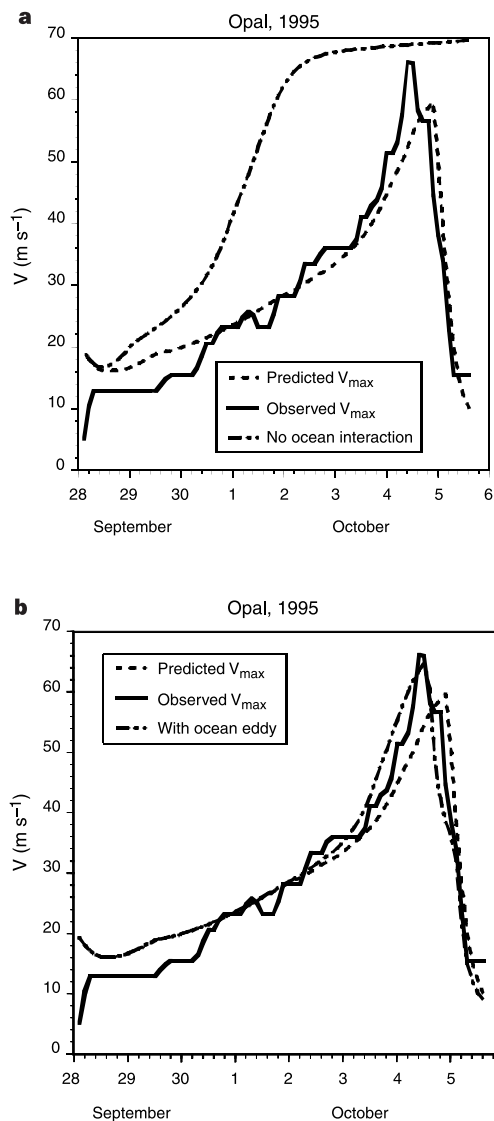 a
Opal, 1995
70
60
50
40
30
20
10
0
V (m s⁻¹)
Predicted Vmax
Observed Vmax
No ocean interaction
28 29 30 1 2 3 4 5 6
September October
b
Opal, 1995
70
60
50
40
30
20
10
0
V (m s⁻¹)
Predicted Vmax
Observed Vmax
With ocean eddy
28 29 30 1 2 3 4 5
September October